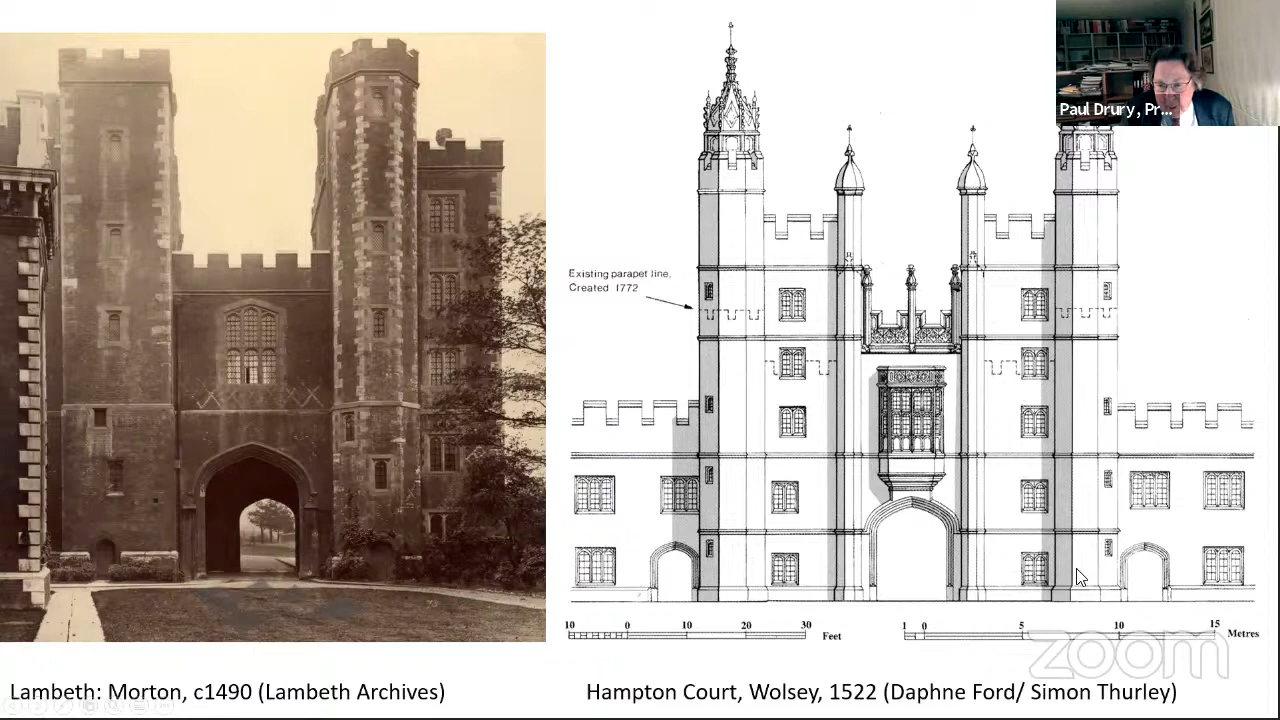 Paul Drury, Pr...
Existing parapet line,
Created 1772
10 0 10 20 30 Feet
1 0 5 10 15 Metres
zoom
Lambeth: Morton, c1490 (Lambeth Archives)
Hampton Court, Wolsey, 1522 (Daphne Ford/ Simon Thurley)